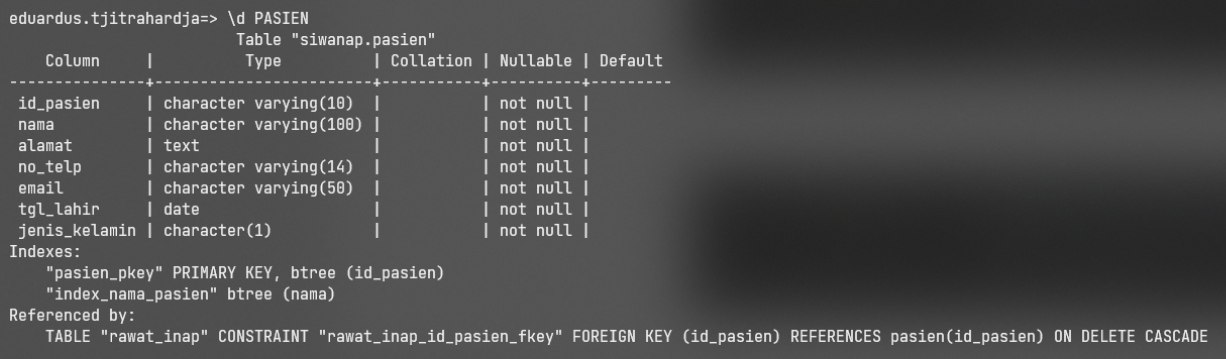 eduardus.tjitrahardja=> \d PASIEN
                         Table "siwanap.pasien"
    Column     |          Type          | Collation | Nullable | Default
---------------+------------------------+-----------+----------+---------
 id_pasien     | character varying(10)  |           | not null |
 nama          | character varying(100) |           | not null |
 alamat        | text                   |           | not null |
 no_telp       | character varying(14)  |           | not null |
 email         | character varying(50)  |           | not null |
 tgl_lahir     | date                   |           | not null |
 jenis_kelamin | character(1)           |           | not null |
Indexes:
    "pasien_pkey" PRIMARY KEY, btree (id_pasien)
    "index_nama_pasien" btree (nama)
Referenced by:
    TABLE "rawat_inap" CONSTRAINT "rawat_inap_id_pasien_fkey" FOREIGN KEY (id_pasien) REFERENCES pasien(id_pasien) ON DELETE CASCADE